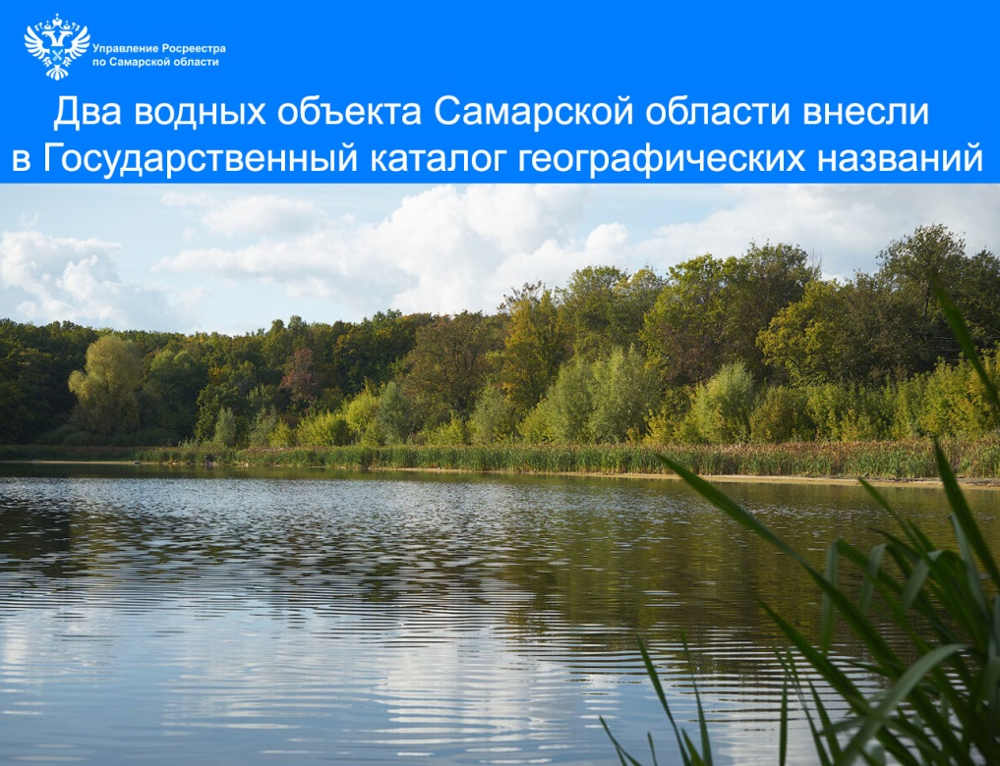 Управление Росреестра
по Самарской области
Два водных объекта Самарской области внесли
в Государственный каталог географических названий